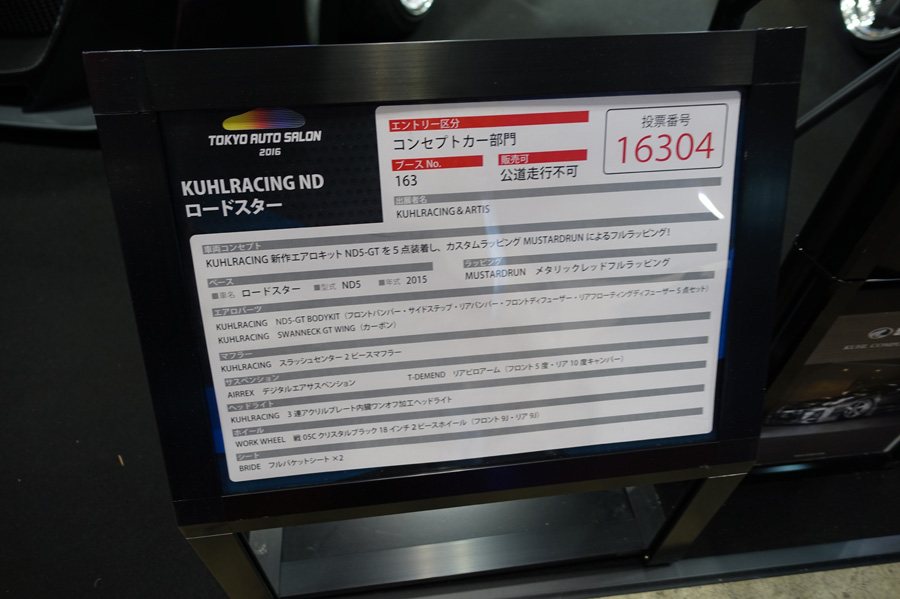 TOKYO AUTO SALON
2016
KUHLRACING ND
ロードスター
エントリー区分
コンセプトカー部門
ブース No.
163
販売可
公道走行不可
投票番号
16304
出展者名
KUHLRACING＆ARTIS
車両コンセプト
KUHLRACING 新作エアロキット ND5-GT を5点装着し、カスタムラッピング MUSTARDRUN によるフルラッピング！
ベース
■車名 ロードスター ■型式 ND5 ■年式 2015
ラッピング
MUSTARDRUN メタリックレッドフルラッピング
エアロパーツ
KUHLRACING ND5-GT BODYKIT（フロントバンパー・サイドステップ・リアバンパー・フロントディフューザー・リアフローティングディフューザー5点セット）
KUHLRACING SWANNECK GT WING（カーボン）
マフラー
KUHLRACING スラッシュセンター2ピースマフラー
サスペンション
AIRREX デジタルエアサスペンション T-DEMEND リアピロアーム（フロント5度・リア10度キャンバー）
ヘッドライト
KUHLRACING 3連アクリルプレート内臓ワンオフ加工ヘッドライト
ホイール
WORK WHEEL 戦 05C クリスタルブラック 18インチ2ピースホイール（フロント9J・リア9J）
シート
BRIDE フルバケットシート×2